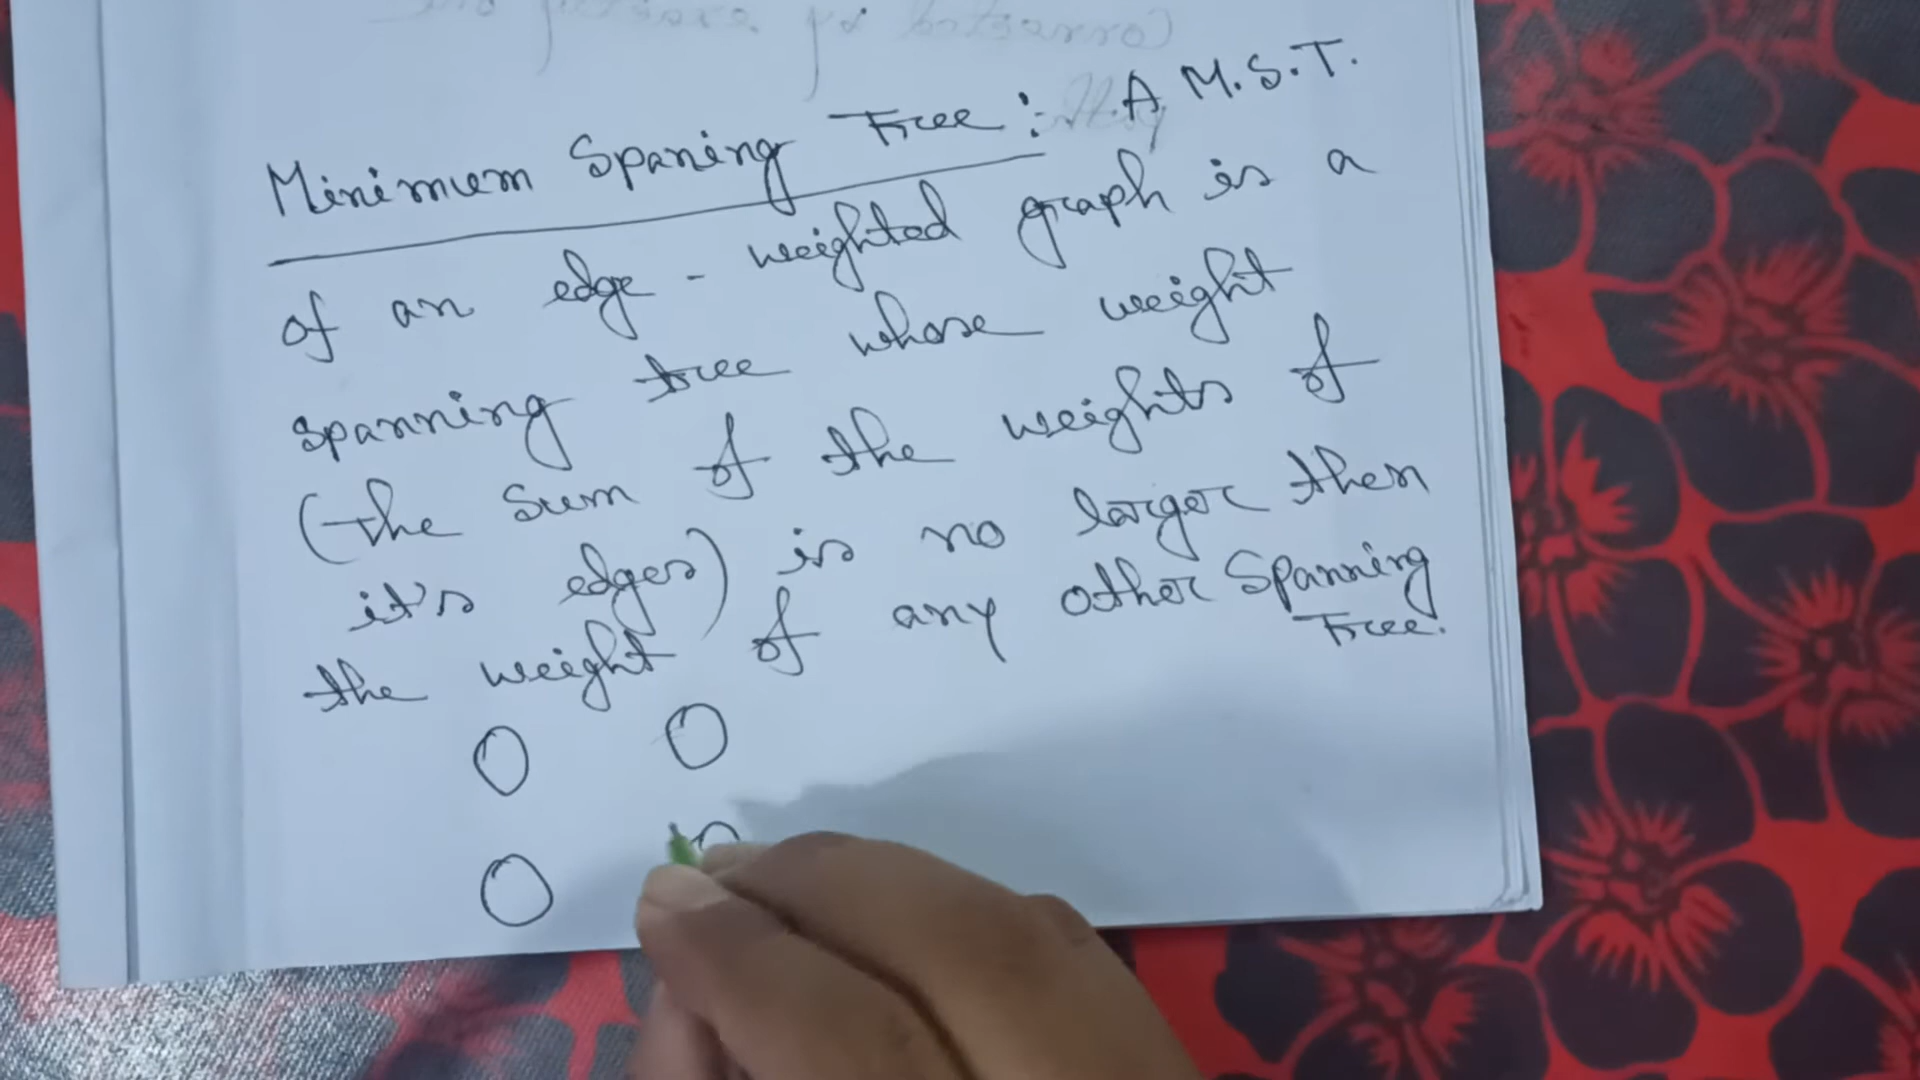 Minimum Spaning Tree: A M.S.T.
of an edge - weighted graph is a
spanning tree whose weight
(the sum of the weights of
it's edges) is no larger then
the weight of any other Spanning
Tree.